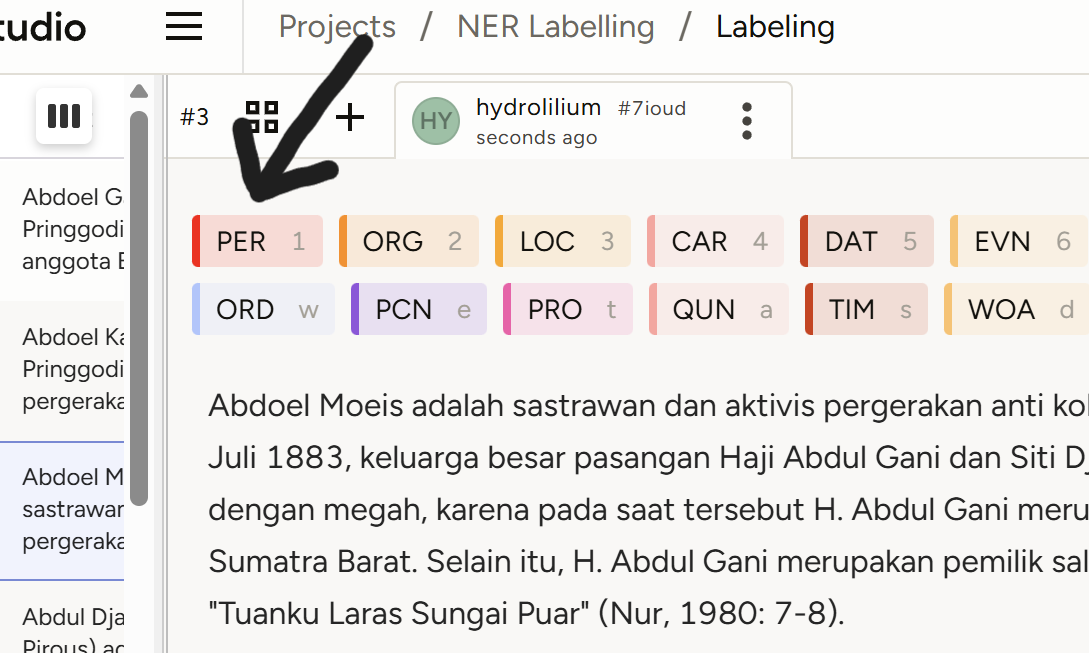 tudio
Projects / NER Labelling / Labeling
#3
HY
hydrolilium #7ioud
seconds ago
PER 1 ORG 2 LOC 3 CAR 4 DAT 5 EVN 6
ORD w PCN e PRO t QUN a TIM s WOA d
Abdoel G
Pringgodi
anggota
Abdoel Ka
Pringgodi
pergeraka
Abdoel M
sastrawan
pergeraka
Abdul Dja
Pirous) ad
Abdoel Moeis adalah sastrawan dan aktivis pergerakan anti kol
Juli 1883, keluarga besar pasangan Haji Abdul Gani dan Siti Dj
dengan megah, karena pada saat tersebut H. Abdul Gani meru
Sumatra Barat. Selain itu, H. Abdul Gani merupakan pemilik sal
"Tuanku Laras Sungai Puar" (Nur, 1980: 7-8).